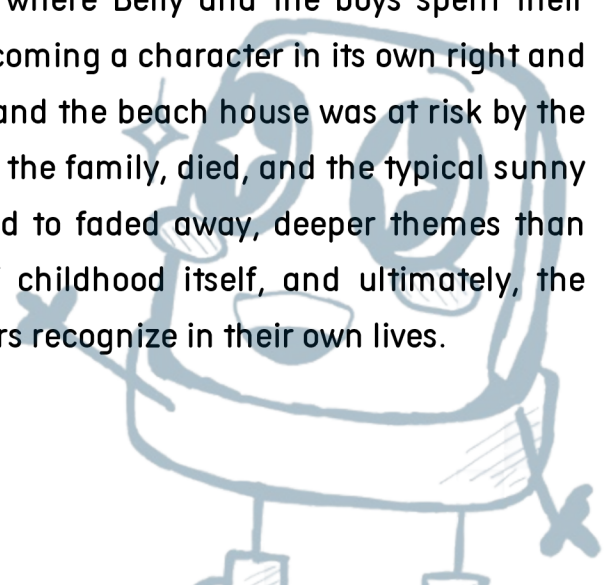 where Belly and the boys spent their
coming a character in its own right and
and the beach house was at risk by the
the family, died, and the typical sunny
d to faded away, deeper themes than
childhood itself, and ultimately, the
rs recognize in their own lives.